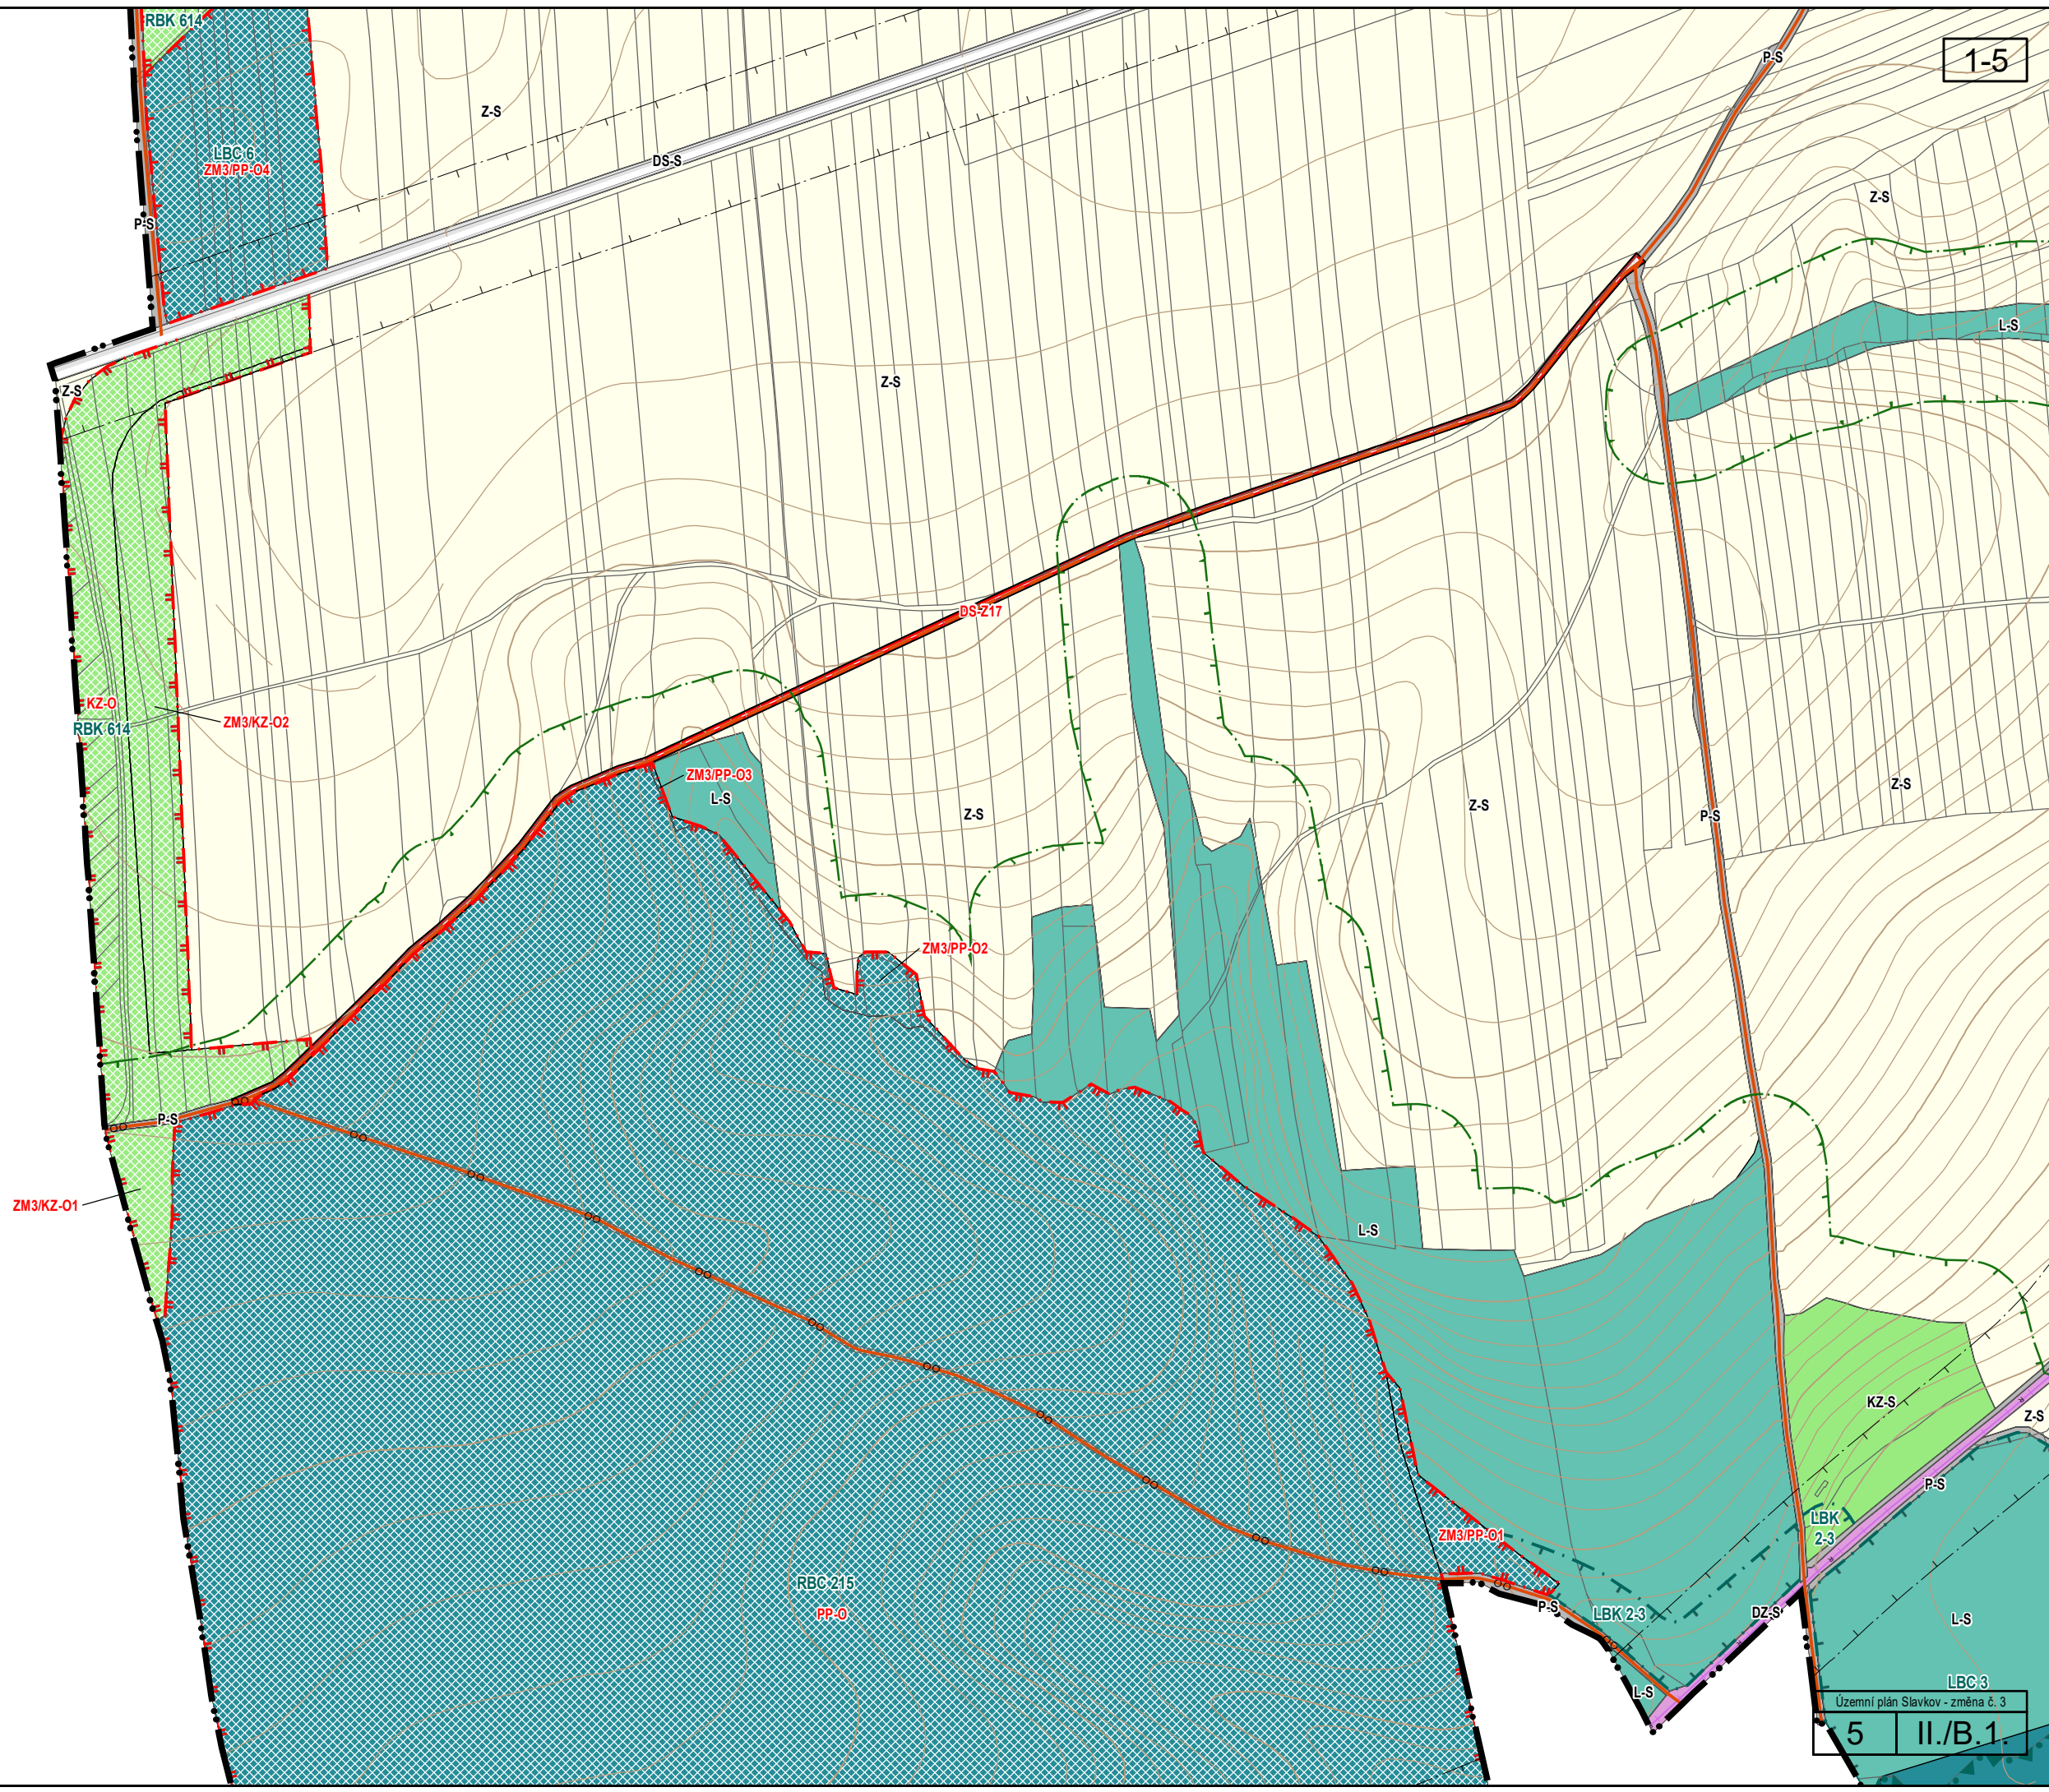 RBK 614
P-S
1-5
Z-S
LBC 6
ZM3/PP-O4
DS-S
P-S
Z-S
L-S
Z-S
Z-S
DS-Z17
KZ-O
RBK 614
ZM3/KZ-O2
ZM3/PP-O3
L-S
Z-S
Z-S
Z-S
P-S
ZM3/PP-O2
P-S
ZM3/KZ-O1
L-S
KZ-S
Z-S
P-S
LBK
2-3
ZM3/PP-O1
RBC 215
PP-O
P-S
LBK 2-3
DZ-S
L-S
L-S
LBC 3
Územní plán Slavkov - změna č. 3
5
II./B.1.